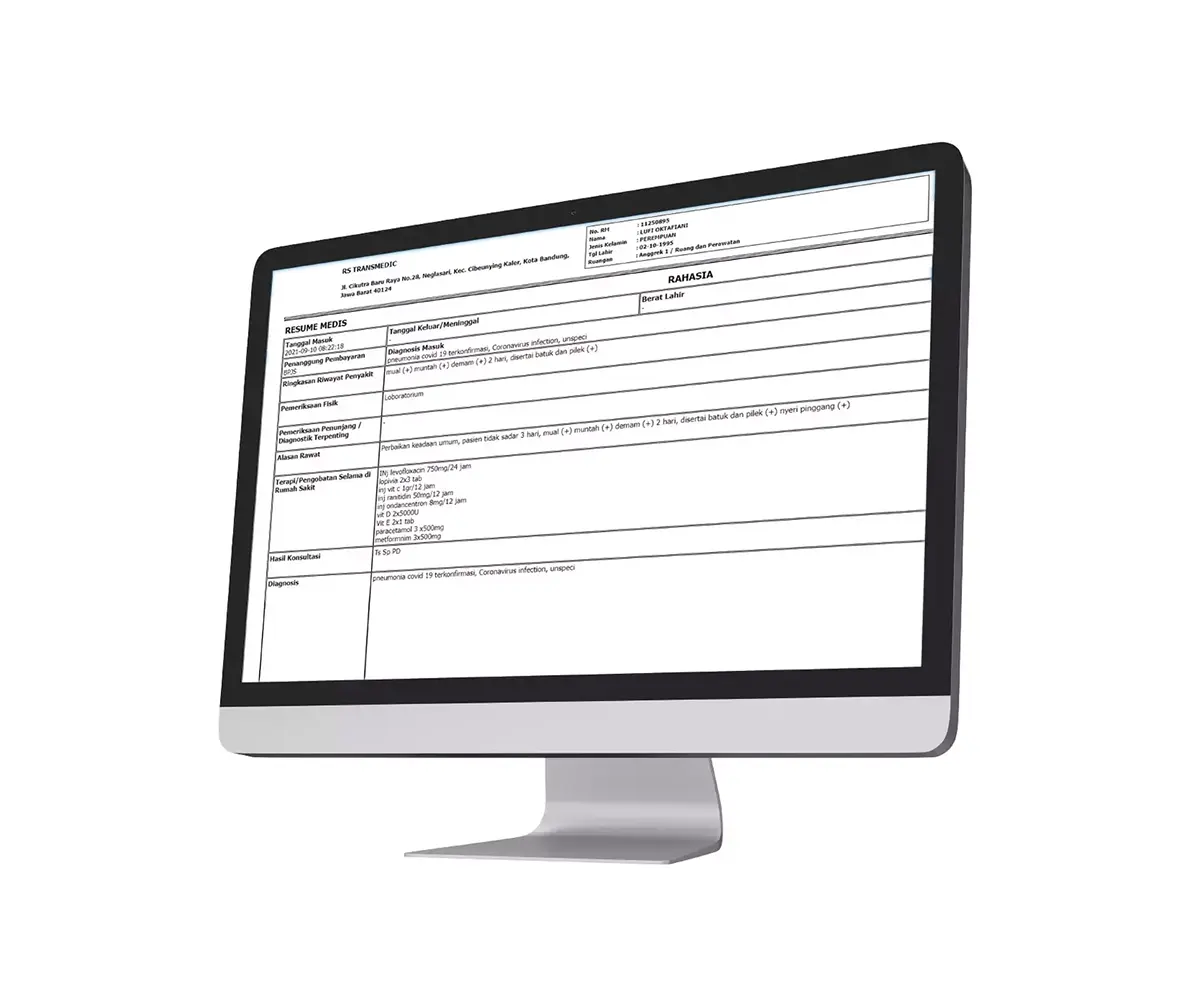 RS TRANSMEDIC
Jl. Cikutra Baru Raya No.28, Neglasari, Kec. Cibeunying Kaler, Kota Bandung,
Jawa Barat 40124
No. RM : 11250895
Nama : LUFI OKTAFIANI
Jenis Kelamin : PEREMPUAN
Tgl Lahir : 02-10-1995
Ruangan : Anggrek 1 / Ruang dan Perawatan
RAHASIA
RESUME MEDIS
Tanggal Masuk
2021-09-10 08:22:18
Tanggal Keluar/Meninggal
-
Berat Lahir
-
Penanggung Pembayaran
BPJS
Diagnosis Masuk
pneumonia covid 19 terkonfirmasi, Coronavirus infection, unspeci
Ringkasan Riwayat Penyakit
mual (+) muntah (+) demam (+) 2 hari, disertai batuk dan pilek (+)
Pemeriksaan Fisik
Loboratorium
Pemeriksaan Penunjang /
Diagnostik Terpenting
-
Alasan Rawat
Perbaikan keadaan umum, pasien tidak sadar 3 hari, mual (+) muntah (+) demam (+) 2 hari, disertai batuk dan pilek (+) nyeri pinggang (+)
Terapi/Pengobatan Selama di
Rumah Sakit
INj levofloxacin 750mg/24 jam
lopivia 2x3 tab
inj vit c 1gr/12 jam
inj ranitidin 50mg/12 jam
inj ondancentron 8mg/12 jam
vit D 2x5000U
Vit E 2x1 tab
paracetamol 3 x500mg
metformnim 3x500mg
Hasil Konsultasi
Ts Sp PD
Diagnosis
pneumonia covid 19 terkonfirmasi, Coronavirus infection, unspeci